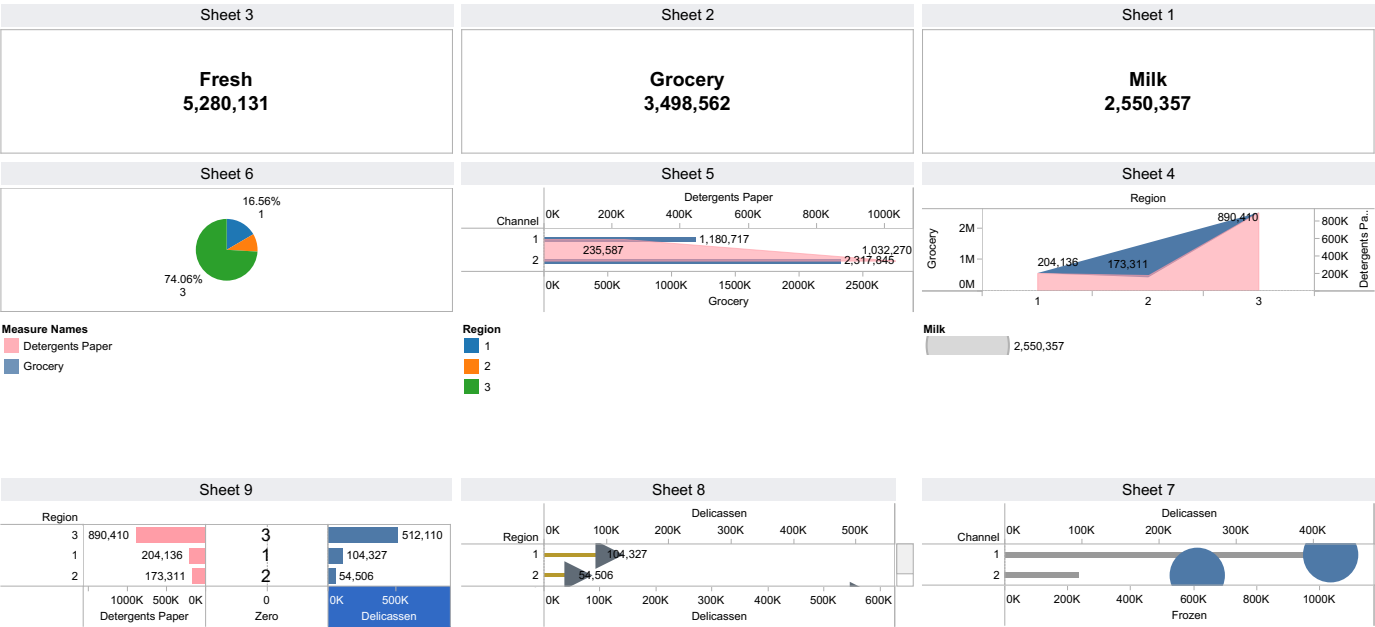 Sheet 3
Fresh
5,280,131
Sheet 2
Grocery
3,498,562
Sheet 1
Milk
2,550,357
Sheet 6
16.56%
1
74.06%
3
Measure Names
Detergents Paper
Grocery
Sheet 5
Detergents Paper
Channel
0K 200K 400K 600K 800K 1000K
1 1,180,717
235,587 1,032,270
2 2,317,845
0K 500K 1000K 1500K 2000K 2500K
Grocery
Region
1
2
3
Sheet 4
Region
890,410
2M 800K
600K
204,136 173,311
1M 400K
200K
0M
Grocery
Detergents Pa..
1 2 3
Milk
2,550,357
Sheet 9
Region
3 890,410 3 512,110
1 204,136 1 104,327
2 173,311 2 54,506
1000K 500K 0K 0 0K 500K
Detergents Paper Zero Delicassen
Sheet 8
Delicassen
0K 100K 200K 300K 400K 500K
Region
1 104,327
2 54,506
0K 100K 200K 300K 400K 500K 600K
Delicassen
Sheet 7
Delicassen
0K 100K 200K 300K 400K
Channel
1
2
0K 200K 400K 600K 800K 1000K
Frozen